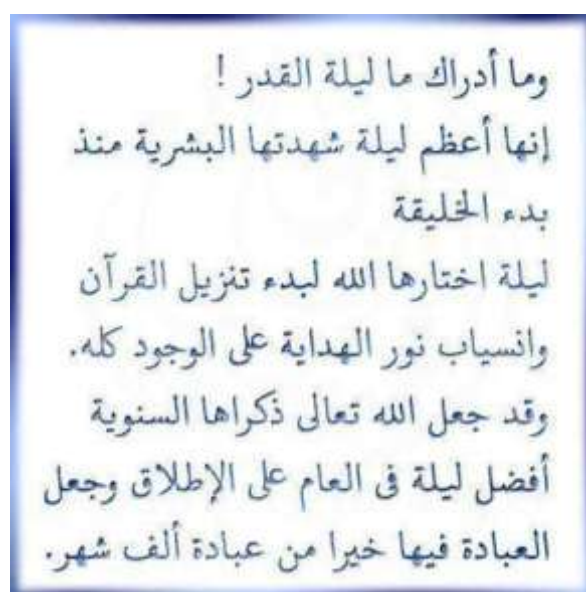 وما أدراك ما ليلة القدر !
إنها أعظم ليلة شهدتها البشرية منذ
بدء الخليقة
ليلة اختارها الله لبدء تنزيل القرآن
وانسياب نور الهداية على الوجود كله.
وقد جعل الله تعالى ذكراها السنوية
أفضل ليلة فى العام على الإطلاق وجعل
العبادة فيها خيرا من عبادة ألف شهر.